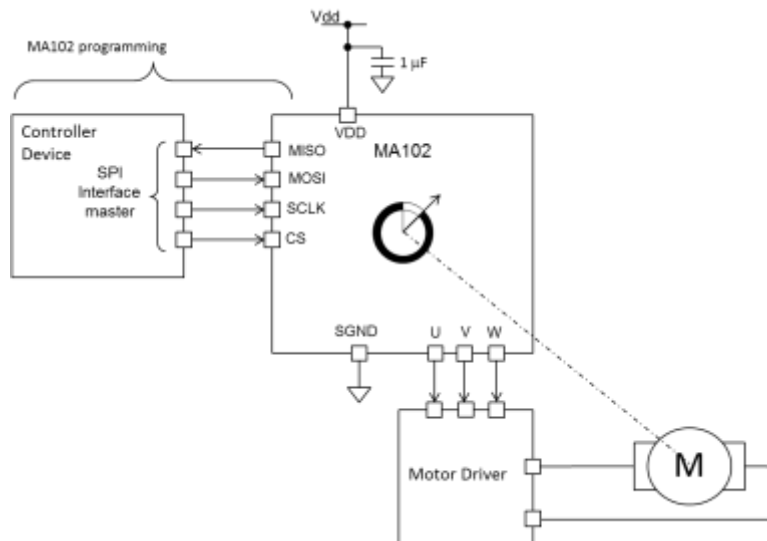 Vdd
MA102 programming
1 µF
Controller
Device
VDD
MISO
MA102
SPI
Interface
master
MOSI
SCLK
CS
SGND
U
V
W
Motor Driver
M